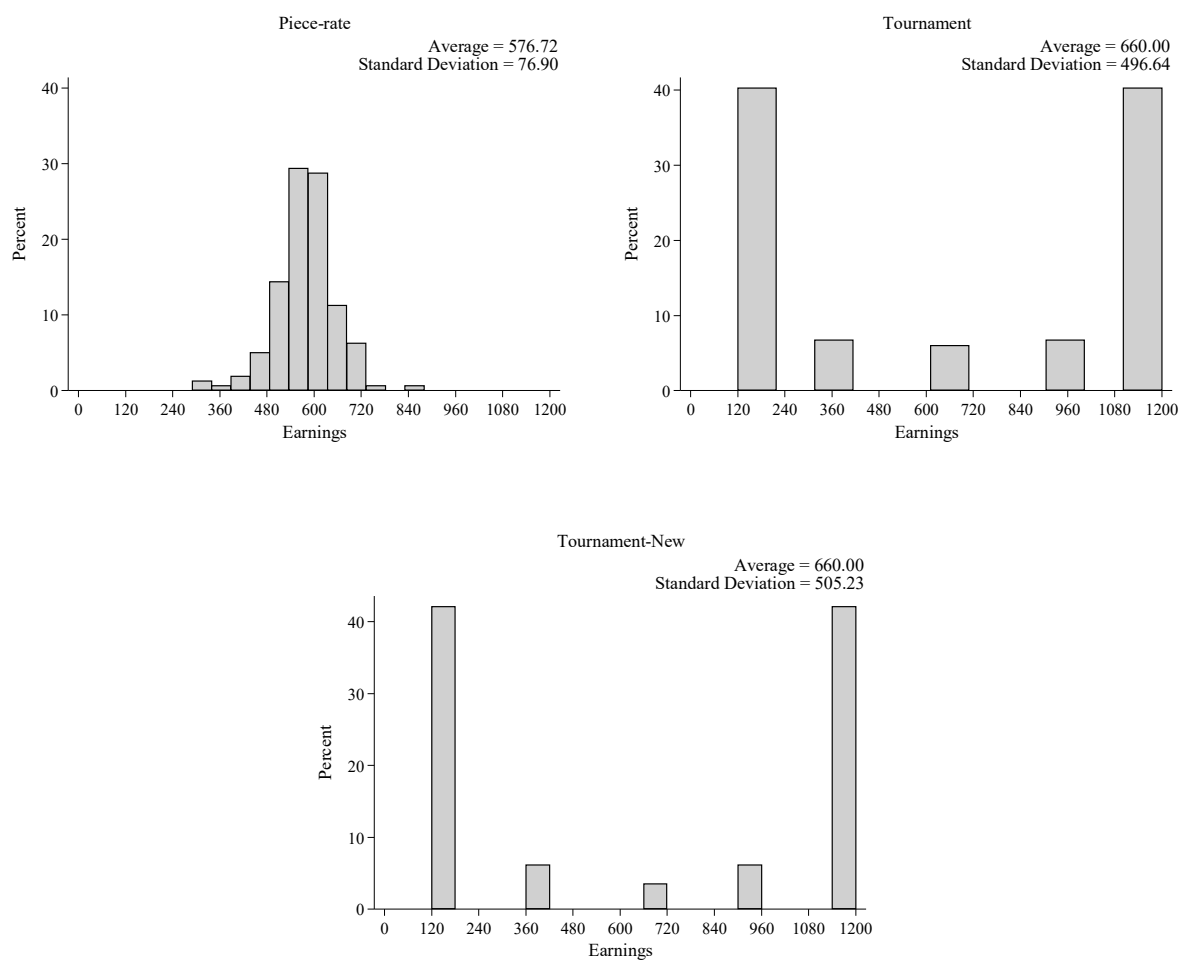 Piece-rate
Average = 576.72
Standard Deviation = 76.90
40
30
20
10
0
Percent
0 120 240 360 480 600 720 840 960 1080 1200
Earnings
Tournament
Average = 660.00
Standard Deviation = 496.64
40
30
20
10
0
Percent
0 120 240 360 480 600 720 840 960 1080 1200
Earnings
Tournament-New
Average = 660.00
Standard Deviation = 505.23
40
30
20
10
0
Percent
0 120 240 360 480 600 720 840 960 1080 1200
Earnings